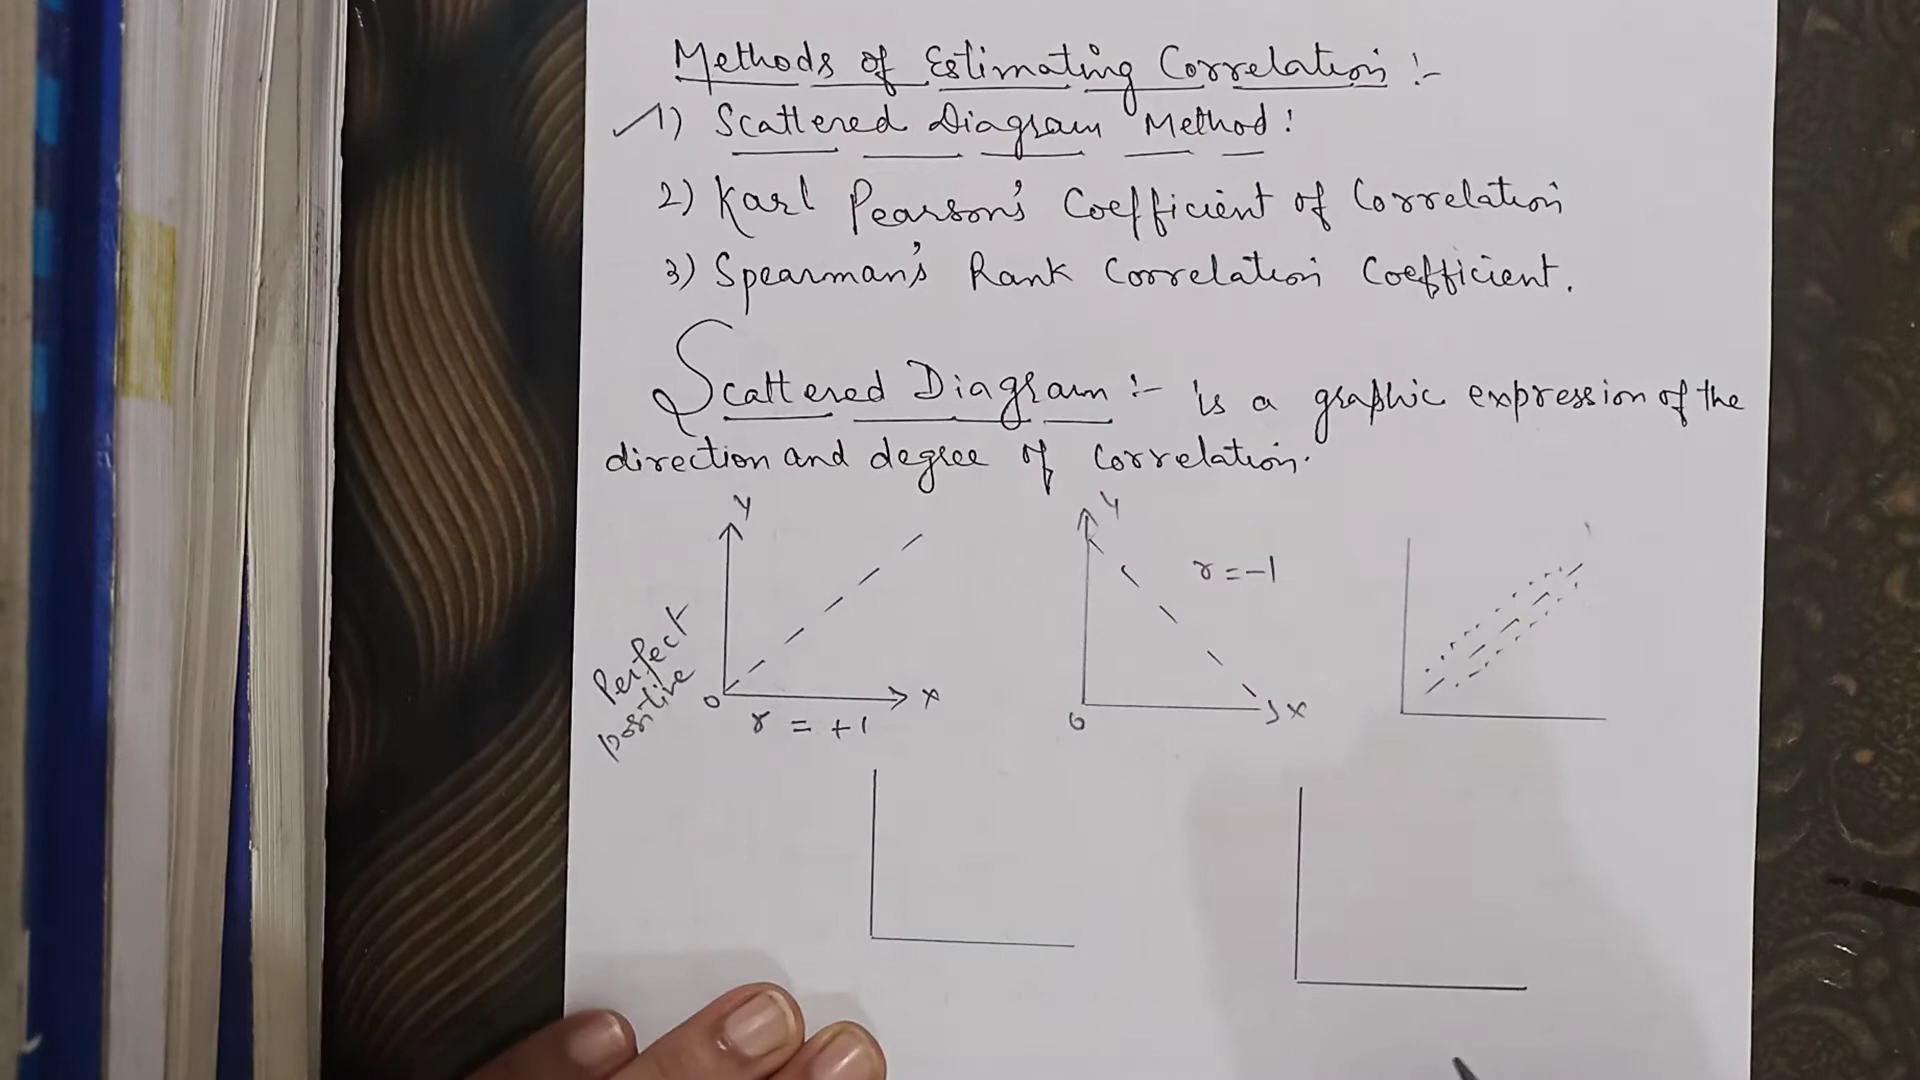 Methods of Estimating Correlation :-
1) Scattered Diagram Method :
2) Karl Pearson's Coefficient of Correlation
3) Spearman's Rank Correlation Coefficient.
Scattered Diagram :- is a graphic expression of the
direction and degree of correlation.
Y
Perfect
positive
O
X
r = +1
Y
r = -1
O
X